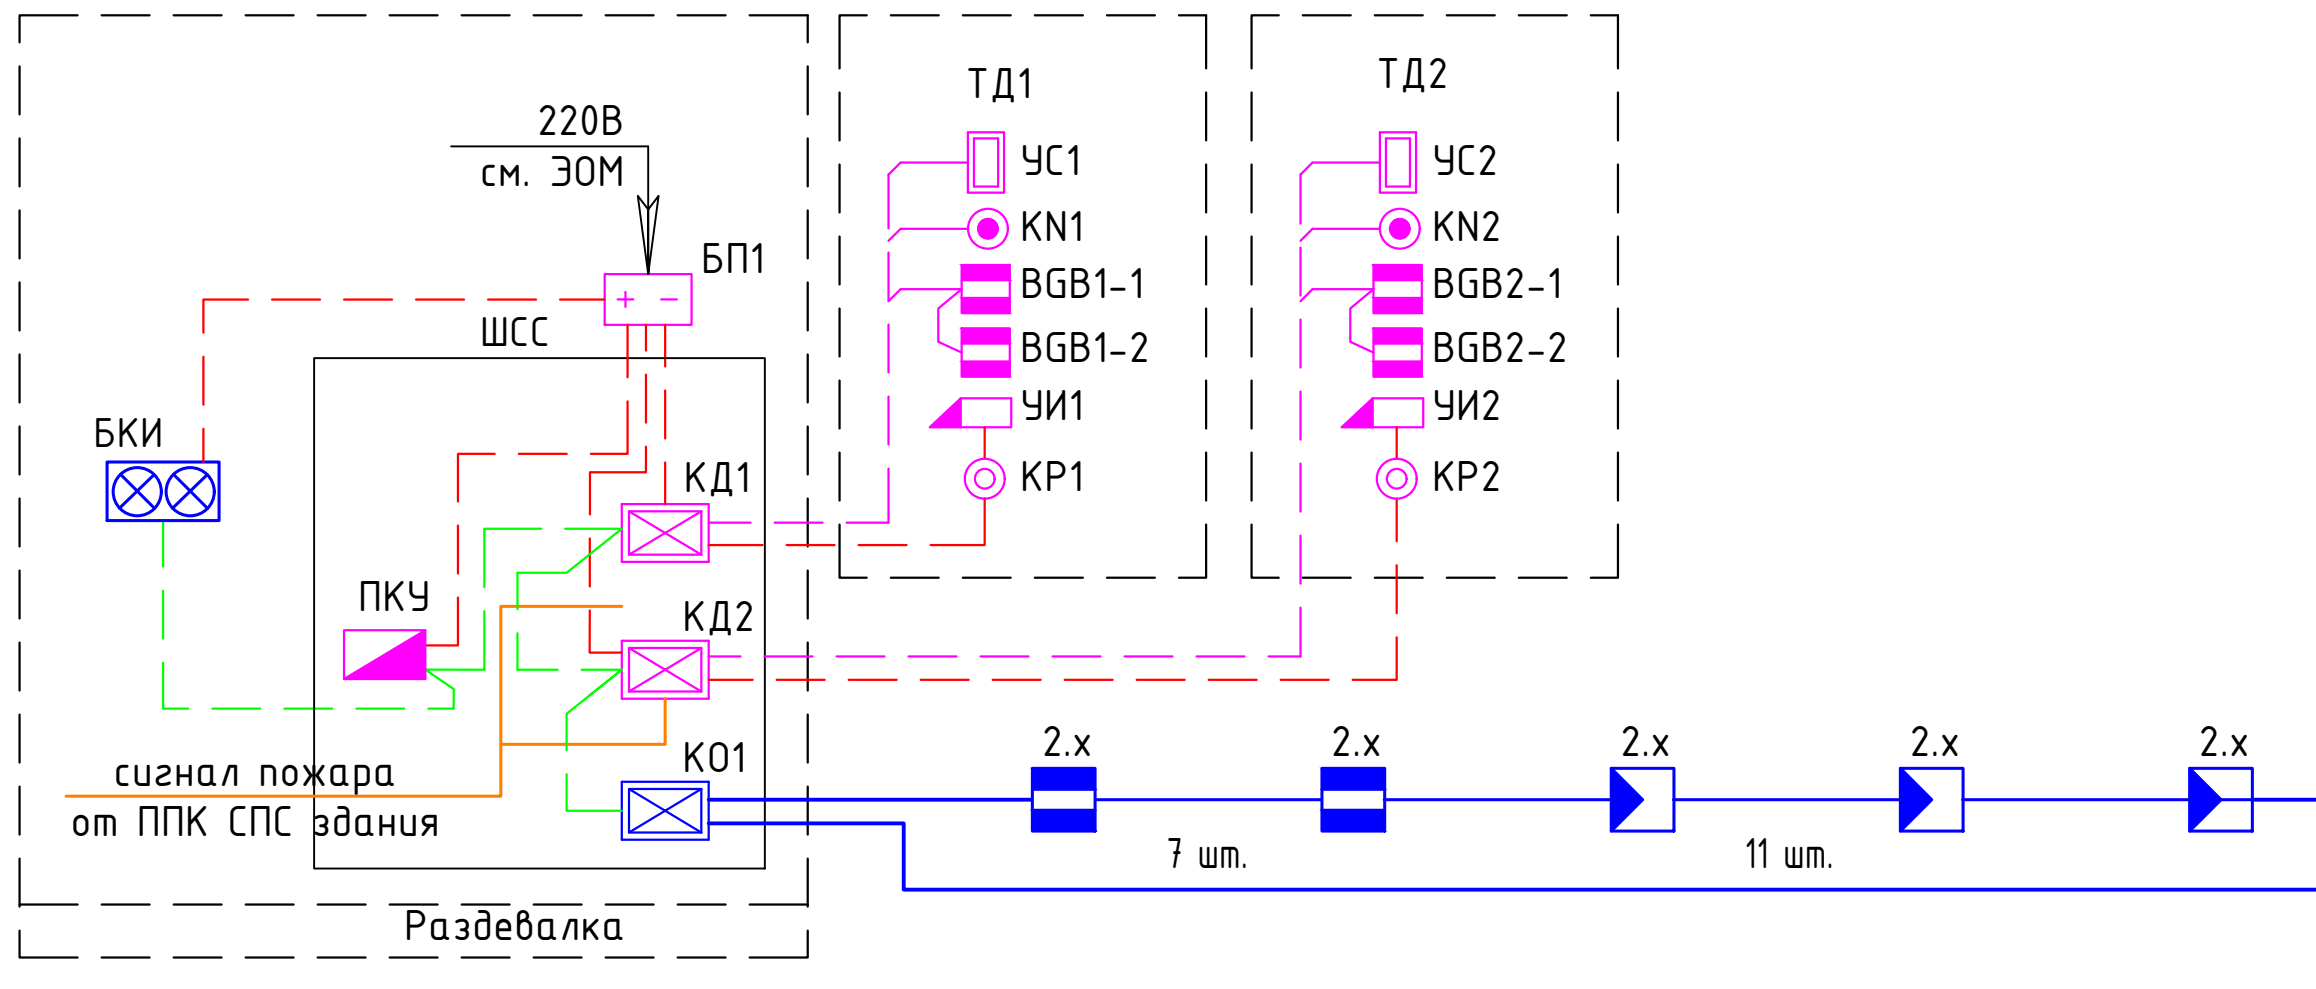 220В
см. ЭОМ
БП1
ШСС
БКИ
КД1
ПКУ
КД2
КО1
сигнал пожара
от ППК СПС здания
Раздевалка
ТД1
УС1
KN1
BGB1-1
BGB1-2
УИ1
КР1
ТД2
УС2
KN2
BGB2-1
BGB2-2
УИ2
КР2
2.х
2.х
2.х
2.х
2.х
7 шт.
11 шт.